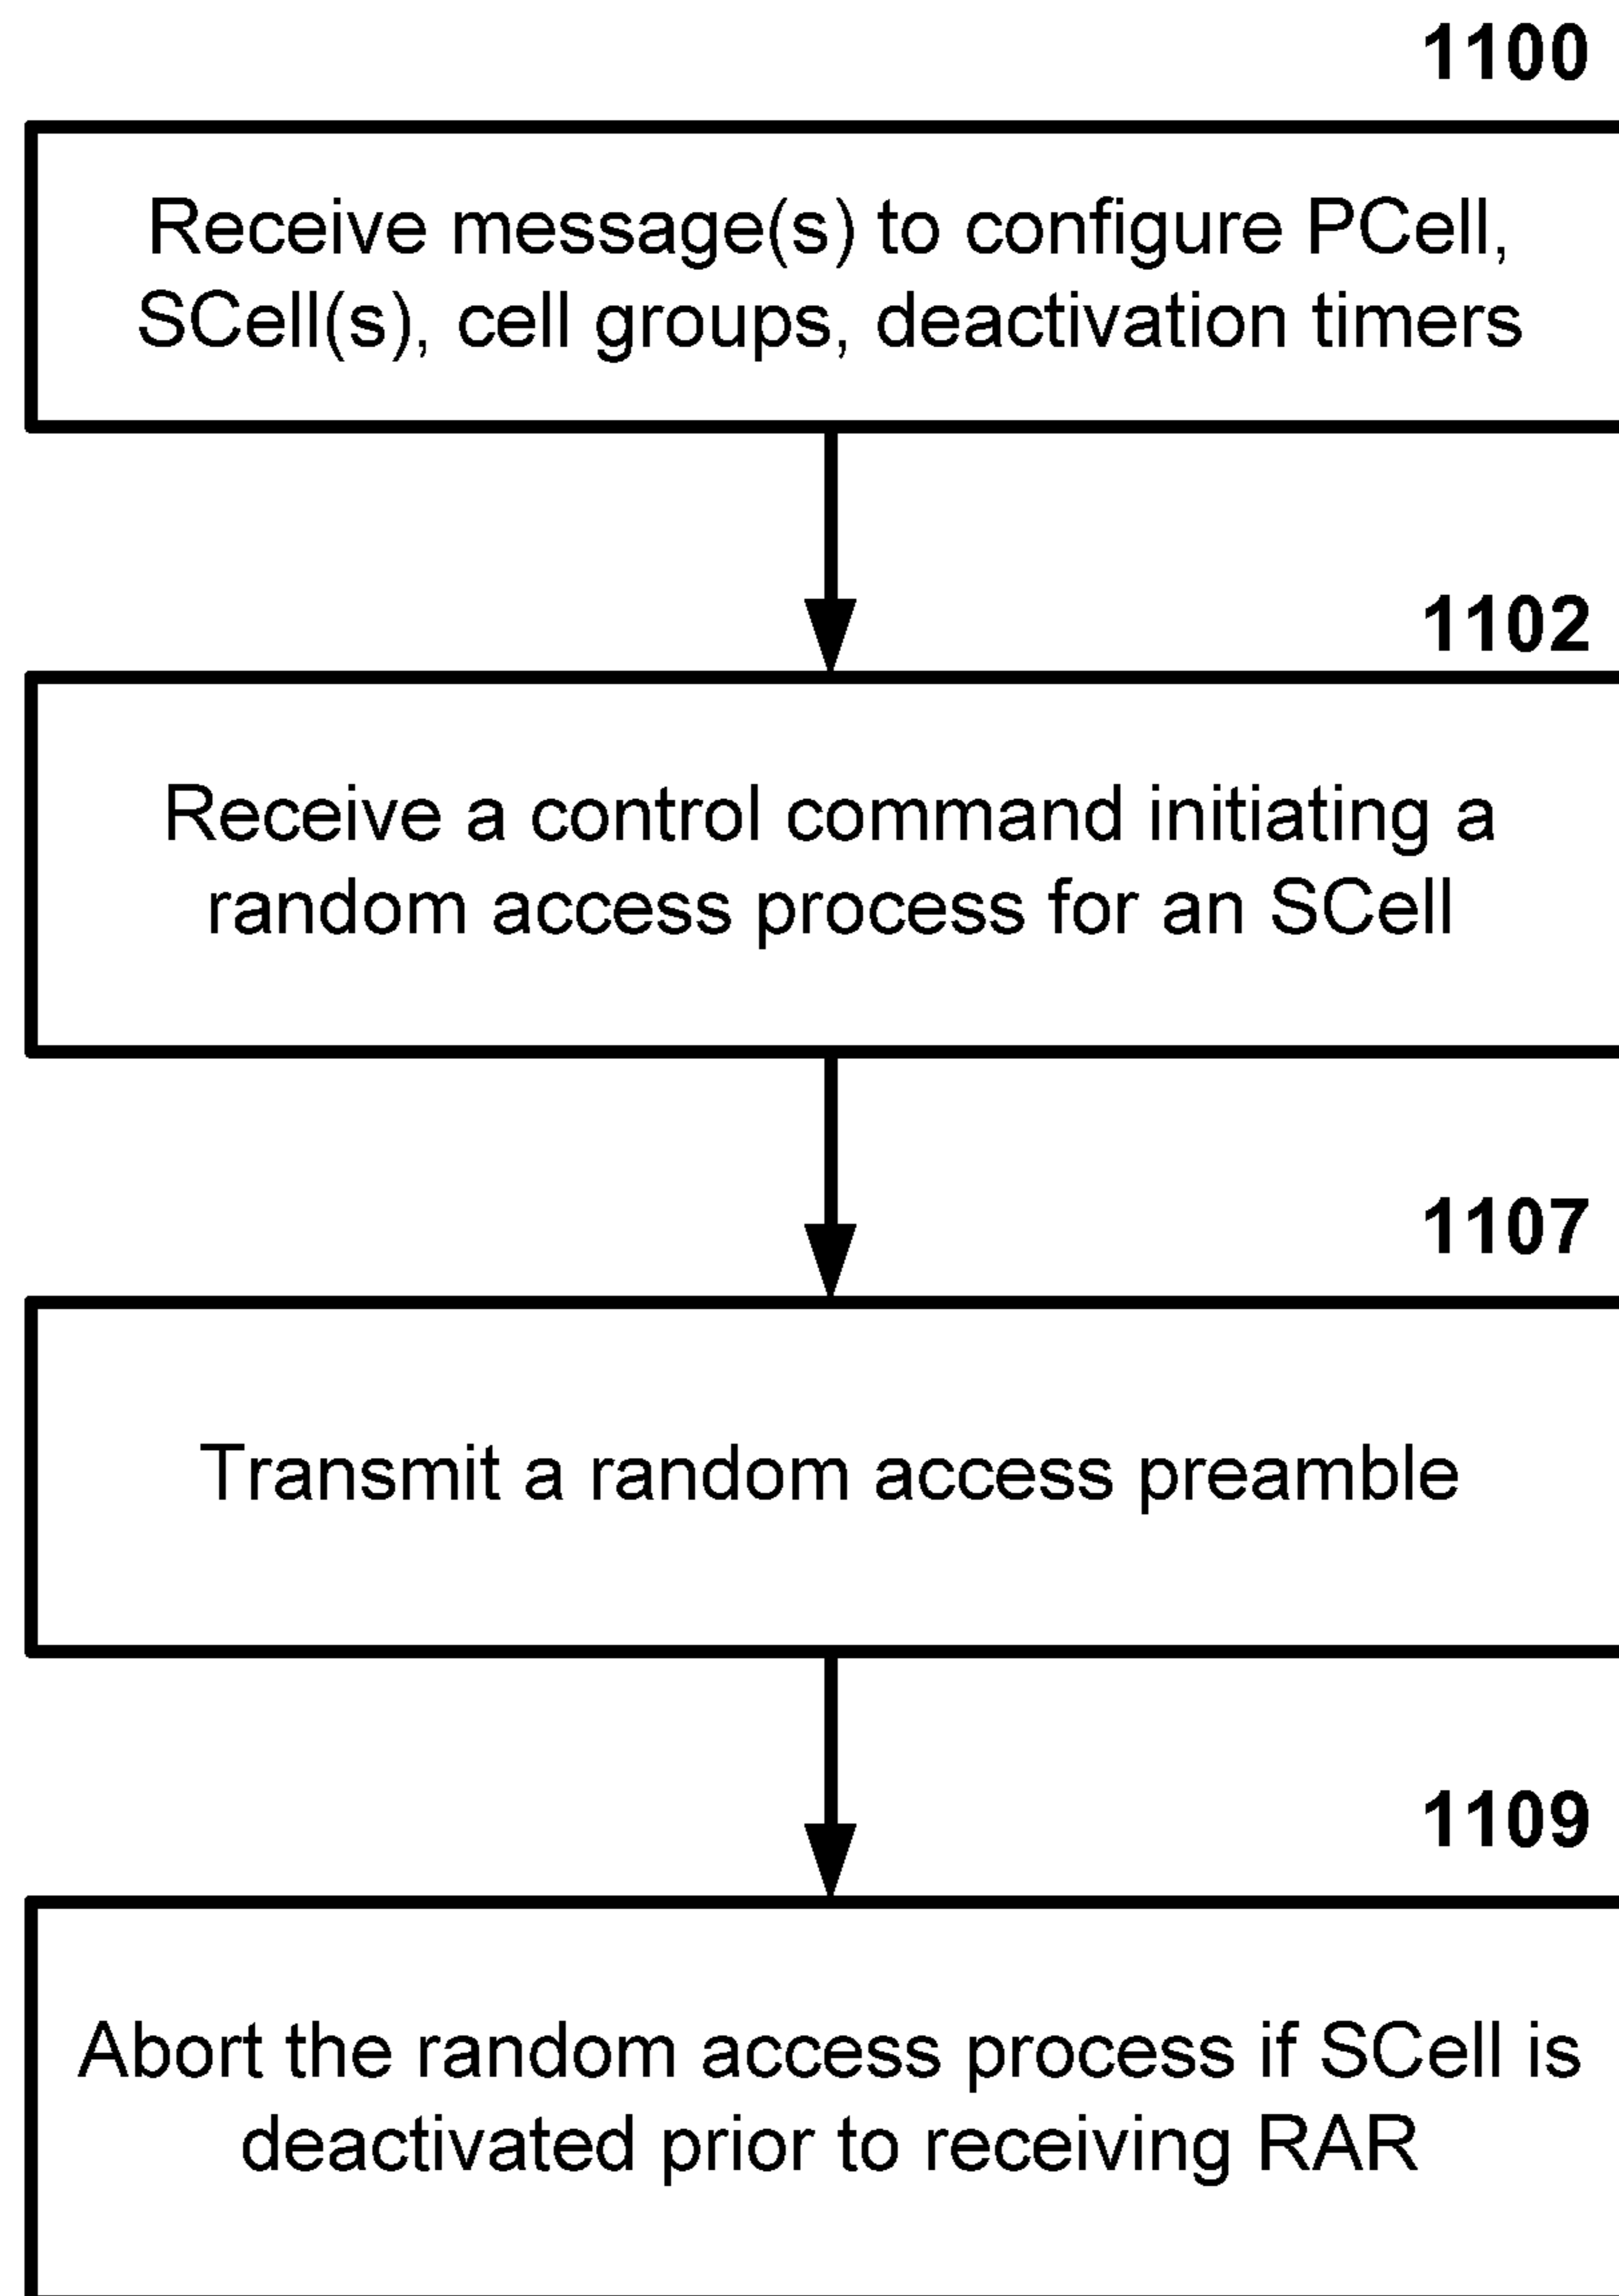 1100
Receive message(s) to configure PCell,
SCell(s), cell groups, deactivation timers
1102
Receive a control command initiating a
random access process for an SCell
1107
Transmit a random access preamble
1109
Abort the random access process if SCell is
deactivated prior to receiving RAR